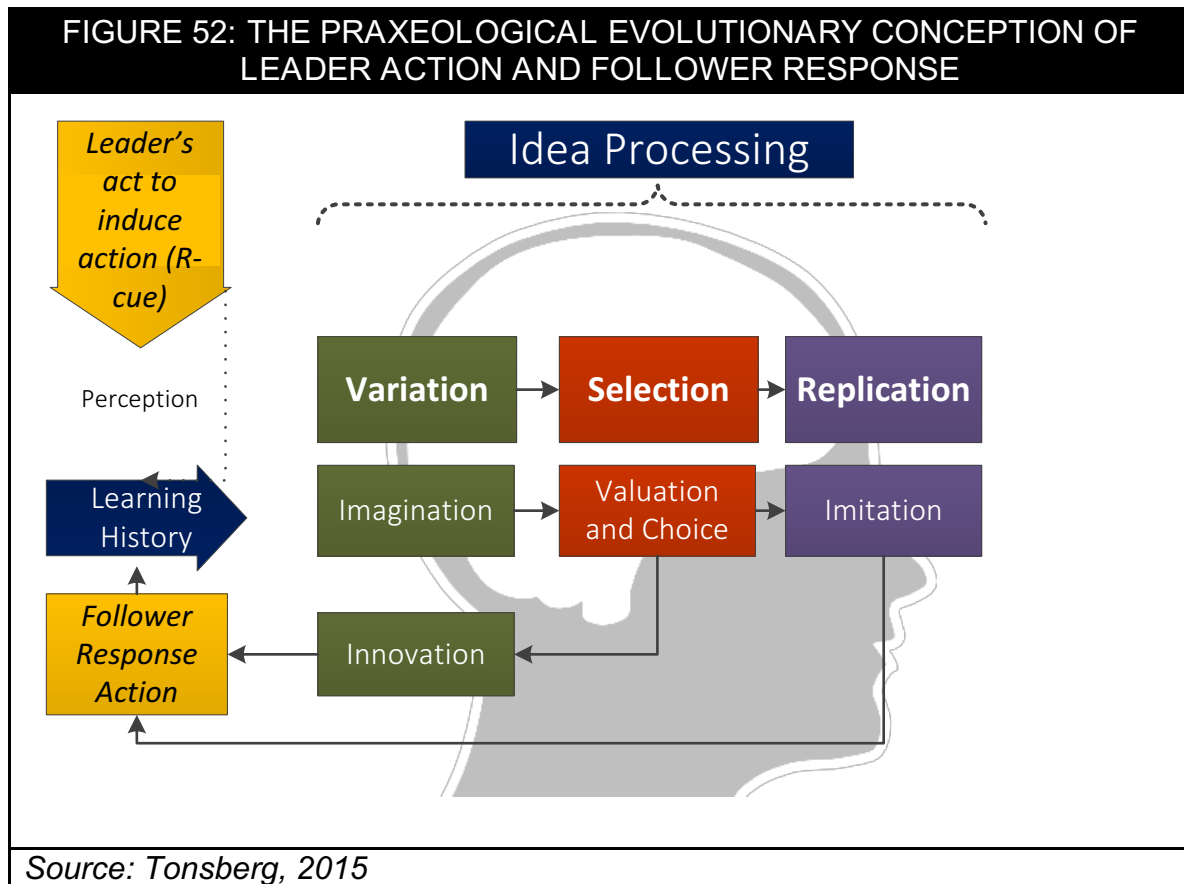 FIGURE 52: THE PRAXEOLOGICAL EVOLUTIONARY CONCEPTION OF
LEADER ACTION AND FOLLOWER RESPONSE
Leader’s
act to
induce
action (R-
cue)
Idea Processing
Perception
Variation
Selection
Replication
Learning
History
Imagination
Valuation
and Choice
Imitation
Follower
Response
Action
Innovation
Source: Tonsberg, 2015